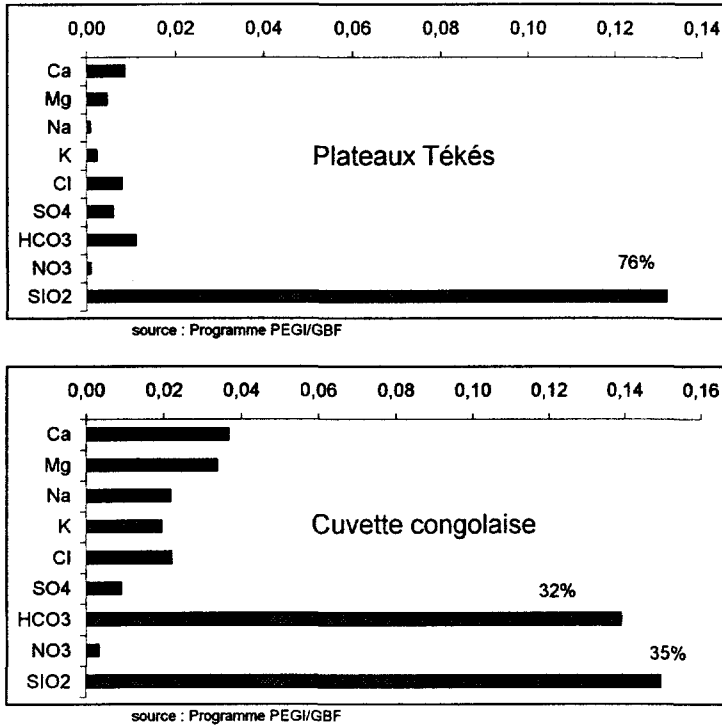 0,00 0,02 0,04 0,06 0,08 0,10 0,12 0,14
Ca
Mg
Na
K
Plateaux Tékés
Cl
SO4
HCO3
NO3
76%
SIO2
source : Programme PEGI/GBF
0,00 0,02 0,04 0,06 0,08 0,10 0,12 0,14 0,16
Ca
Mg
Na
K
Cuvette congolaise
Cl
SO4
32%
HCO3
NO3
35%
SIO2
source : Programme PEGI/GBF